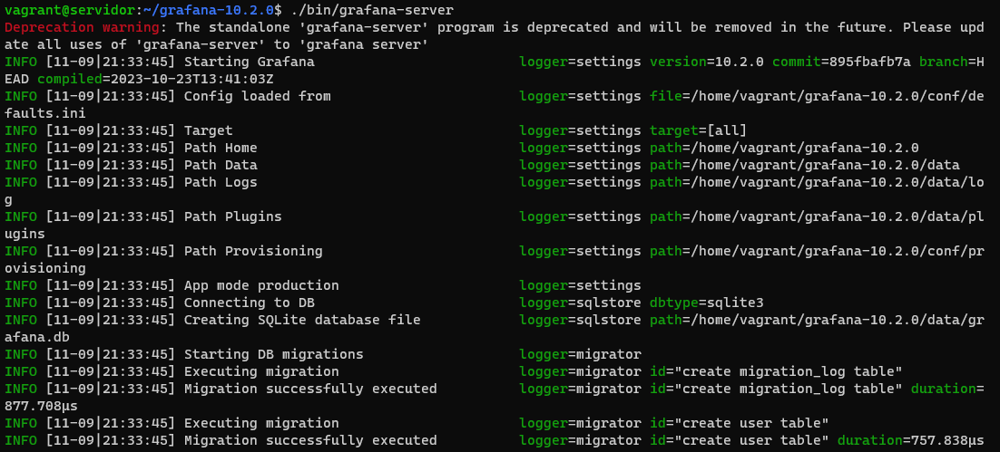 vagrant@servidor:~/grafana-10.2.0$ ./bin/grafana-server
Deprecation warning: The standalone 'grafana-server' program is deprecated and will be removed in the future. Please upd
ate all uses of 'grafana-server' to 'grafana server'
INFO [11-09|21:33:45] Starting Grafana                         logger=settings version=10.2.0 commit=895fbafb7a branch=H
EAD compiled=2023-10-23T13:41:03Z
INFO [11-09|21:33:45] Config loaded from                       logger=settings file=/home/vagrant/grafana-10.2.0/conf/de
faults.ini
INFO [11-09|21:33:45] Target                                   logger=settings target=[all]
INFO [11-09|21:33:45] Path Home                                logger=settings path=/home/vagrant/grafana-10.2.0
INFO [11-09|21:33:45] Path Data                                logger=settings path=/home/vagrant/grafana-10.2.0/data
INFO [11-09|21:33:45] Path Logs                                logger=settings path=/home/vagrant/grafana-10.2.0/data/lo
g
INFO [11-09|21:33:45] Path Plugins                             logger=settings path=/home/vagrant/grafana-10.2.0/data/pl
ugins
INFO [11-09|21:33:45] Path Provisioning                        logger=settings path=/home/vagrant/grafana-10.2.0/conf/pr
ovisioning
INFO [11-09|21:33:45] App mode production                      logger=settings
INFO [11-09|21:33:45] Connecting to DB                         logger=sqlstore dbtype=sqlite3
INFO [11-09|21:33:45] Creating SQLite database file            logger=sqlstore path=/home/vagrant/grafana-10.2.0/data/gr
afana.db
INFO [11-09|21:33:45] Starting DB migrations                   logger=migrator
INFO [11-09|21:33:45] Executing migration                      logger=migrator id="create migration_log table"
INFO [11-09|21:33:45] Migration successfully executed          logger=migrator id="create migration_log table" duration=
877.708µs
INFO [11-09|21:33:45] Executing migration                      logger=migrator id="create user table"
INFO [11-09|21:33:45] Migration successfully executed          logger=migrator id="create user table" duration=757.838µs